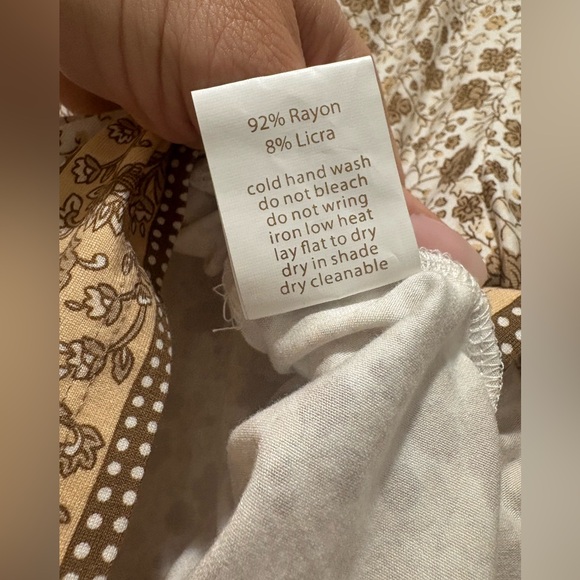 92% Rayon
8% Licra
cold hand wash
do not bleach
do not wring
iron low heat
lay flat to dry
dry in shade
dry cleanable